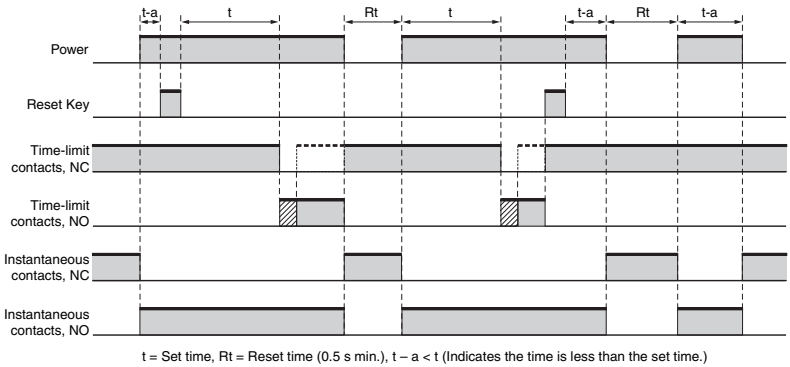 t-a t Rt t t-a Rt t-a
Power
Reset Key
Time-limit
contacts, NC
Time-limit
contacts, NO
Instantaneous
contacts, NC
Instantaneous
contacts, NO
t = Set time, Rt = Reset time (0.5 s min.), t – a < t (Indicates the time is less than the set time.)